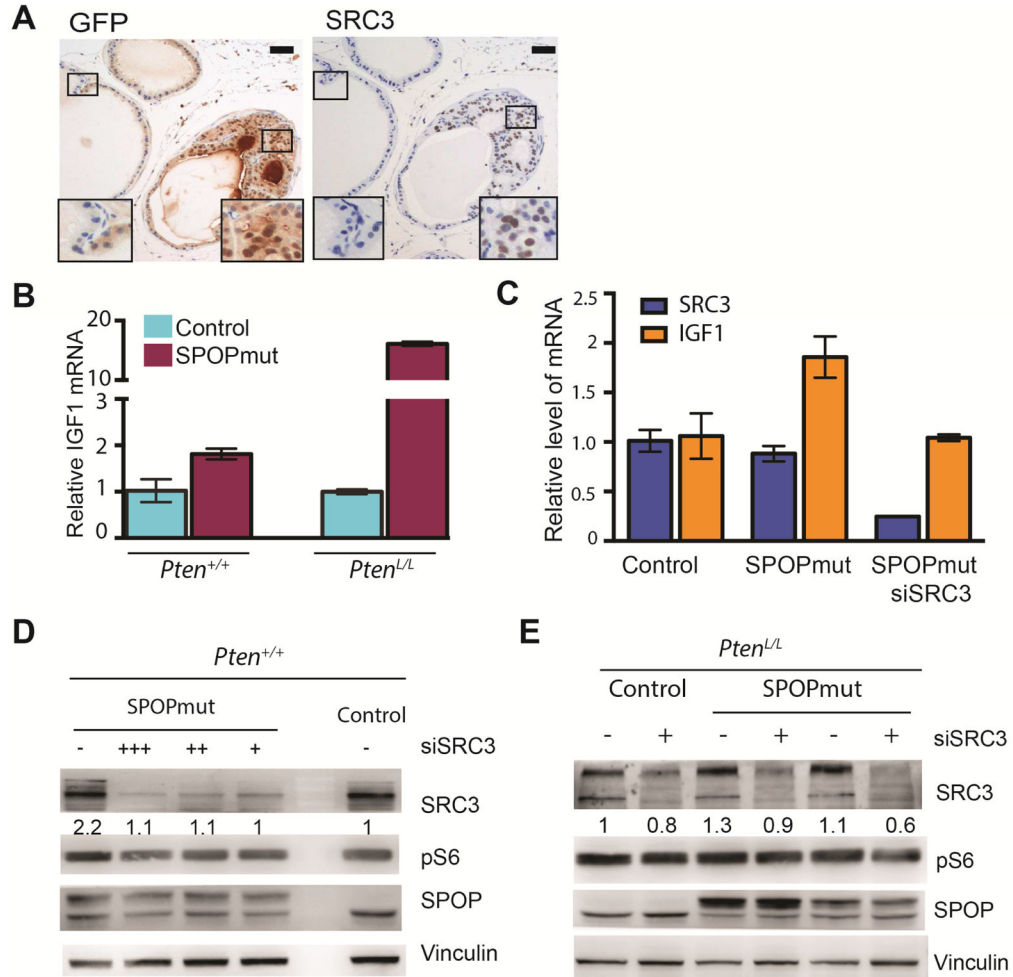 A
GFP
SRC3
B
Relative IGF1 mRNA
20
10
2
1
0
Control
SPOPmut
Pten+/+
PtenL/L
C
Relative level of mRNA
2.5
2
1.5
1.0
0.5
0
SRC3
IGF1
Control
SPOPmut
SPOPmut
siSRC3
D
Pten+/+
SPOPmut
Control
- +++ ++ + - siSRC3
SRC3
2.2 1.1 1.1 1 1
pS6
SPOP
Vinculin
E
PtenL/L
Control
SPOPmut
- + - + - + siSRC3
SRC3
1 0.8 1.3 0.9 1.1 0.6
pS6
SPOP
Vinculin